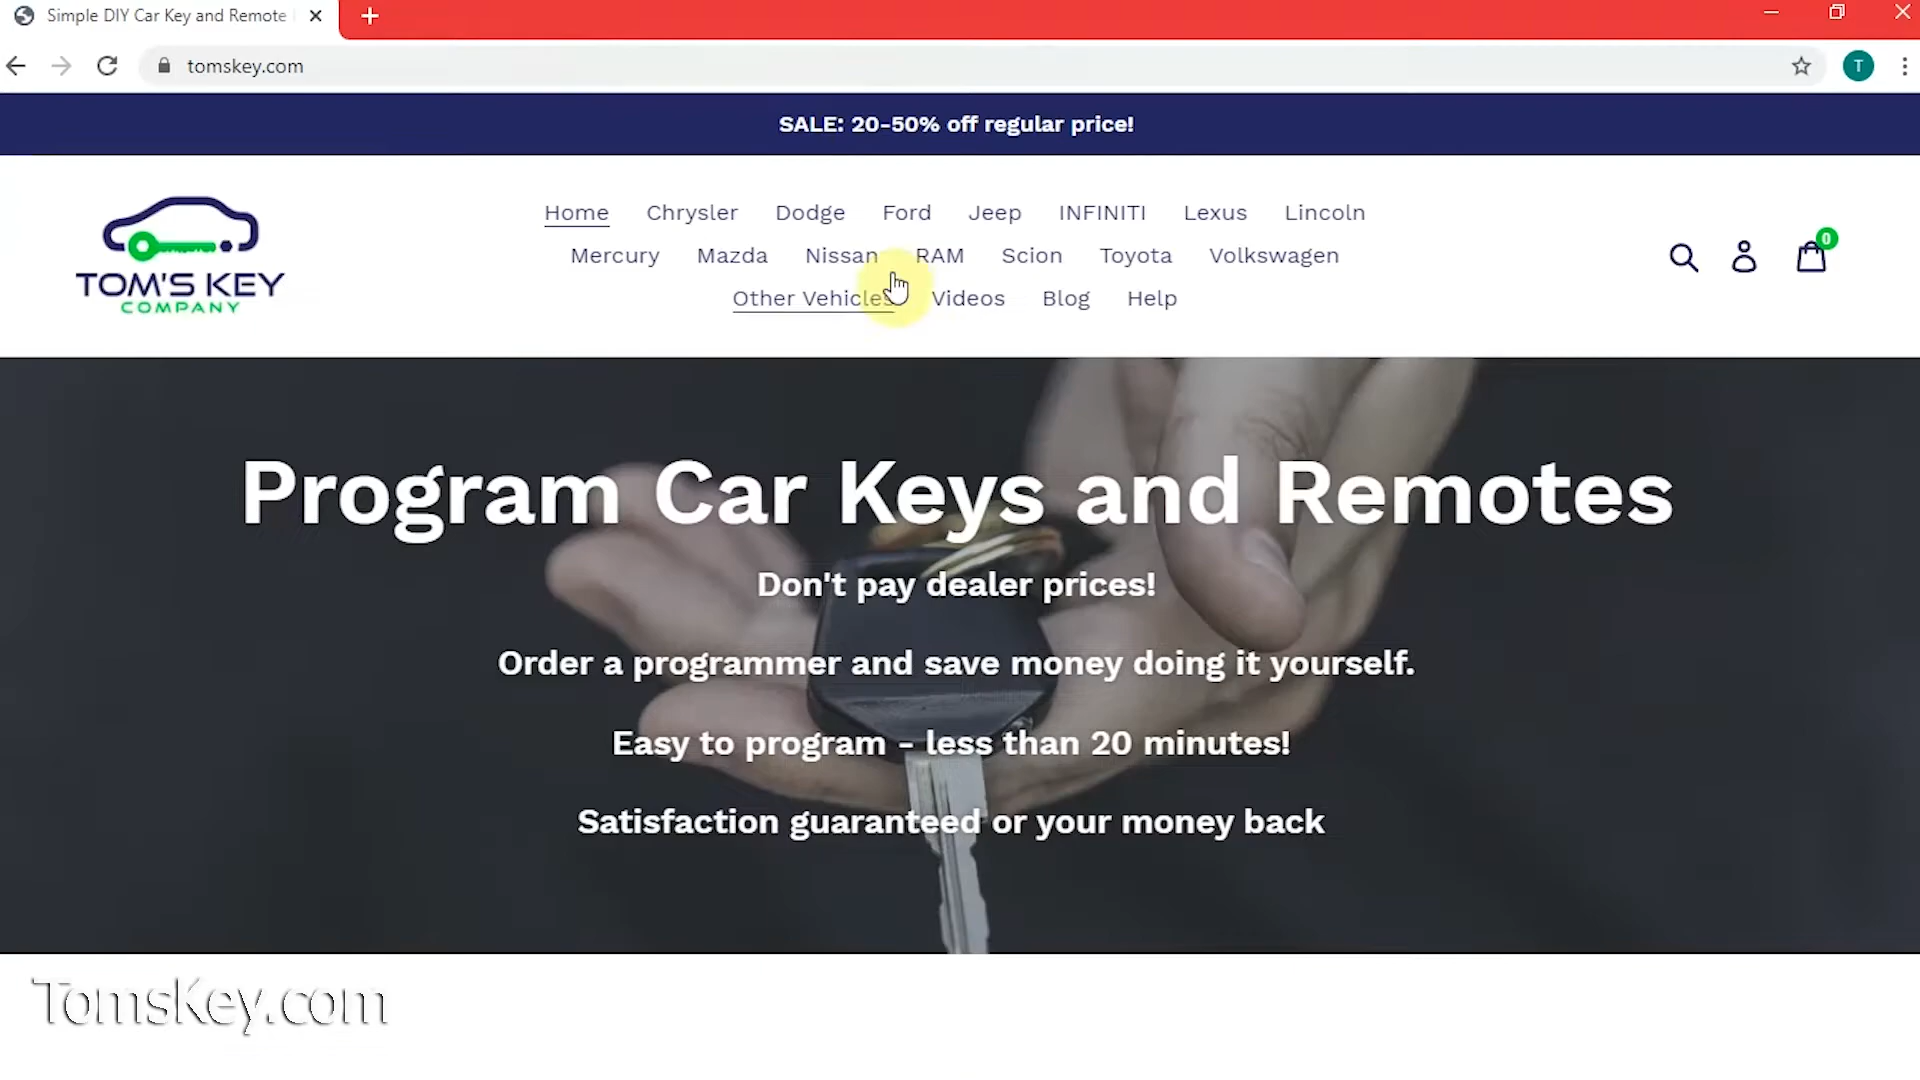 Simple DIY Car Key and Remote
tomskey.com
T
SALE: 20-50% off regular price!
TOM'S KEY
COMPANY
Home Chrysler Dodge Ford Jeep INFINITI Lexus Lincoln
Mercury Mazda Nissan RAM Scion Toyota Volkswagen
Other Vehicles Videos Blog Help
0
Program Car Keys and Remotes
Don't pay dealer prices!
Order a programmer and save money doing it yourself.
Easy to program - less than 20 minutes!
Satisfaction guaranteed or your money back
TomsKey.com